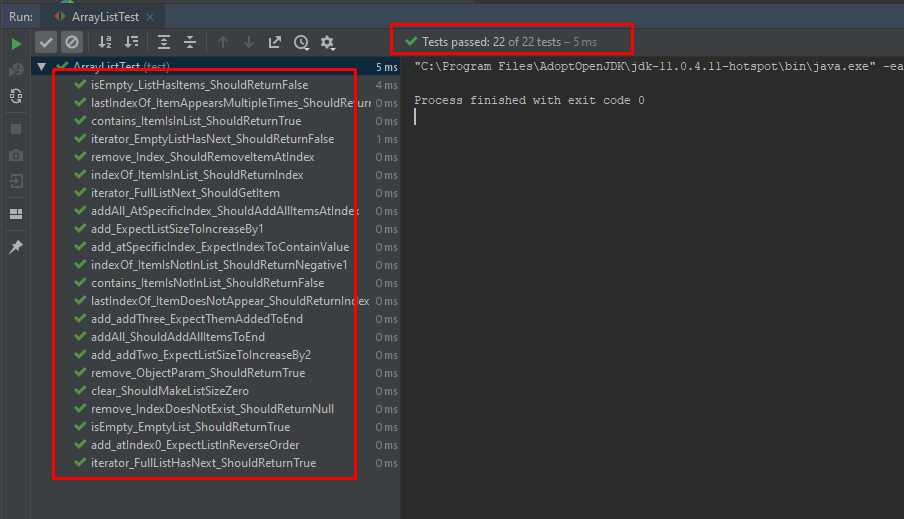 Run: ArrayListTest
Tests passed: 22 of 22 tests – 5 ms
ArrayListTest (test) 5 ms
"C:\Program Files\AdoptOpenJDK\jdk-11.0.4.11-hotspot\bin\java.exe" -ea
isEmpty_ListHasItems_ShouldReturnFalse 4 ms
lastIndexOf_ItemAppearsMultipleTimes_ShouldReturn 0 ms
contains_ItemIsInList_ShouldReturnTrue 0 ms
Process finished with exit code 0
iterator_EmptyListHasNext_ShouldReturnFalse 1 ms
remove_Index_ShouldRemoveItemAtIndex 0 ms
indexOf_ItemIsInList_ShouldReturnIndex 0 ms
iterator_FullListNext_ShouldGetItem 0 ms
addAll_AtSpecificIndex_ShouldAddAllItemsAtIndex 0 ms
add_ExpectListSizeToIncreaseBy1 0 ms
add_atSpecificIndex_ExpectIndexToContainValue 0 ms
indexOf_ItemIsNotInList_ShouldReturnNegative1 0 ms
contains_ItemIsNotInList_ShouldReturnFalse 0 ms
lastIndexOf_ItemDoesNotAppear_ShouldReturnIndex 0 ms
add_addThree_ExpectThemAddedToEnd 0 ms
addAll_ShouldAddAllItemsToEnd 0 ms
add_addTwo_ExpectListSizeToIncreaseBy2 0 ms
remove_ObjectParam_ShouldReturnTrue 0 ms
clear_ShouldMakeListSizeZero 0 ms
remove_IndexDoesNotExist_ShouldReturnNull 0 ms
isEmpty_EmptyList_ShouldReturnTrue 0 ms
add_atIndex0_ExpectListInReverseOrder 0 ms
iterator_FullListHasNext_ShouldReturnTrue 0 ms